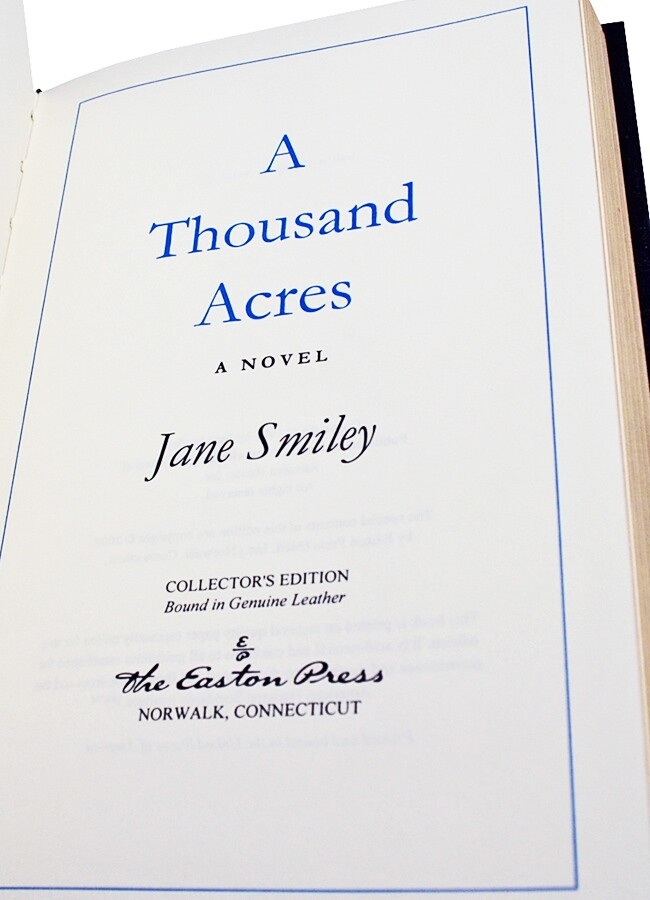 A
Thousand
Acres
A NOVEL
Jane Smiley
COLLECTOR'S EDITION
Bound in Genuine Leather
The Easton Press
NORWALK, CONNECTICUT